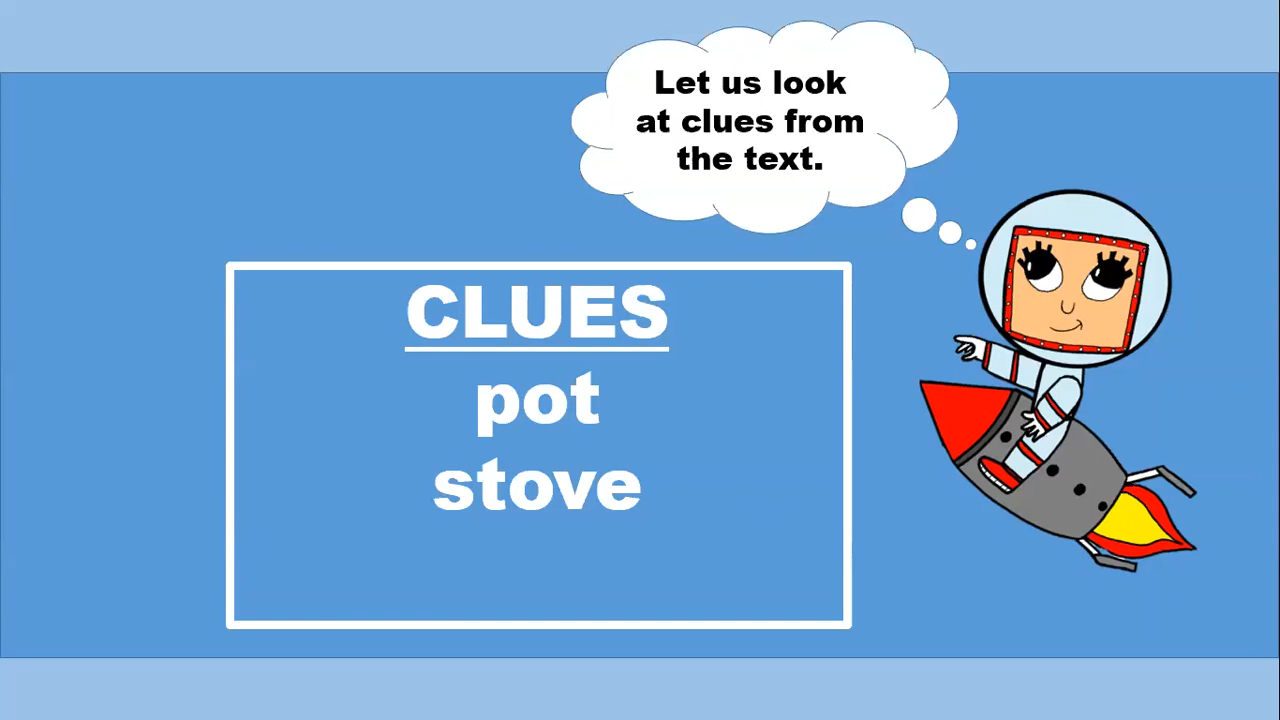 Let us look
at clues from
the text.
CLUES
pot
stove